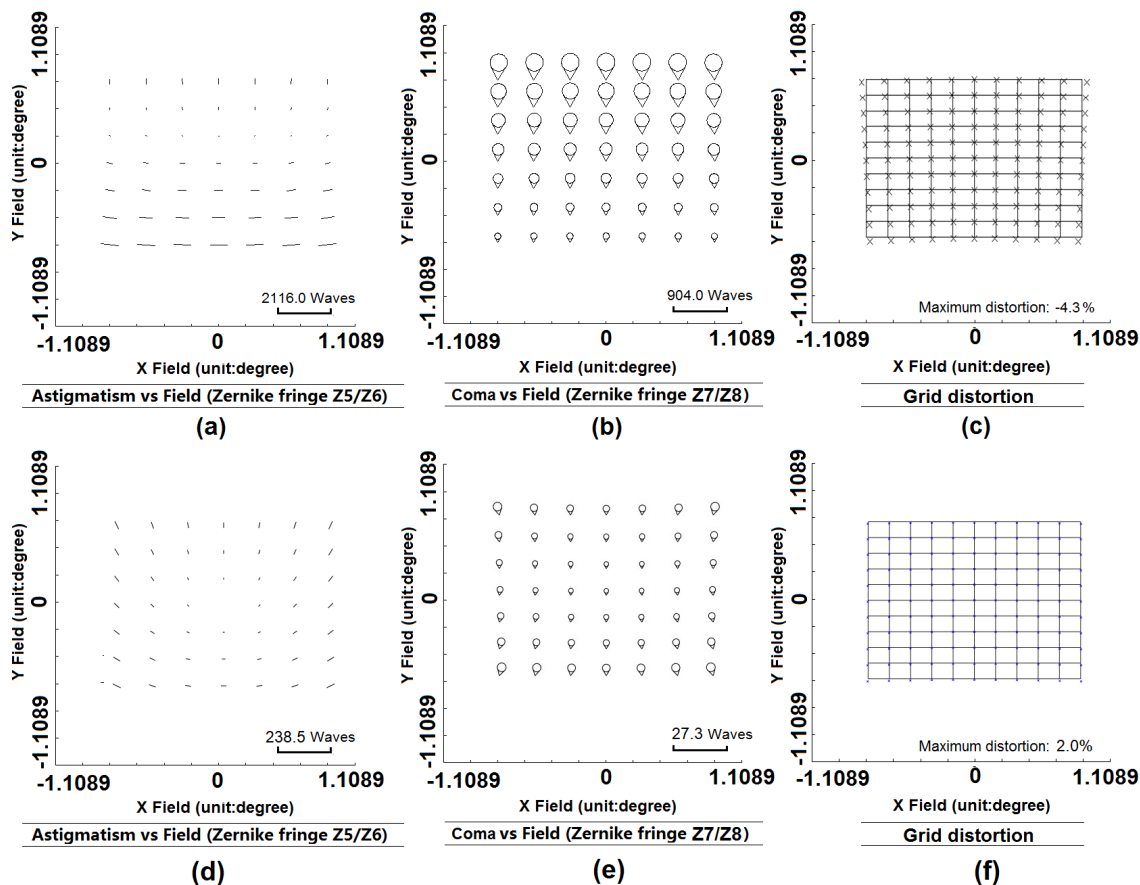 1.1089
0
-1.1089
Y Field (unit:degree)
2116.0 Waves
-1.1089 0 1.1089
X Field (unit:degree)
Astigmatism vs Field (Zernike fringe Z5/Z6)
(a)
1.1089
0
-1.1089
Y Field (unit:degree)
904.0 Waves
-1.1089 0 1.1089
X Field (unit:degree)
Coma vs Field (Zernike fringe Z7/Z8)
(b)
1.1089
0
-1.1089
Y Field (unit:degree)
Maximum distortion: -4.3%
-1.1089 0 1.1089
X Field (unit:degree)
Grid distortion
(c)
1.1089
0
-1.1089
Y Field (unit:degree)
238.5 Waves
-1.1089 0 1.1089
X Field (unit:degree)
Astigmatism vs Field (Zernike fringe Z5/Z6)
(d)
1.1089
0
-1.1089
Y Field (unit:degree)
27.3 Waves
-1.1089 0 1.1089
X Field (unit:degree)
Coma vs Field (Zernike fringe Z7/Z8)
(e)
1.1089
0
-1.1089
Y Field (unit:degree)
Maximum distortion: 2.0%
-1.1089 0 1.1089
X Field (unit:degree)
Grid distortion
(f)